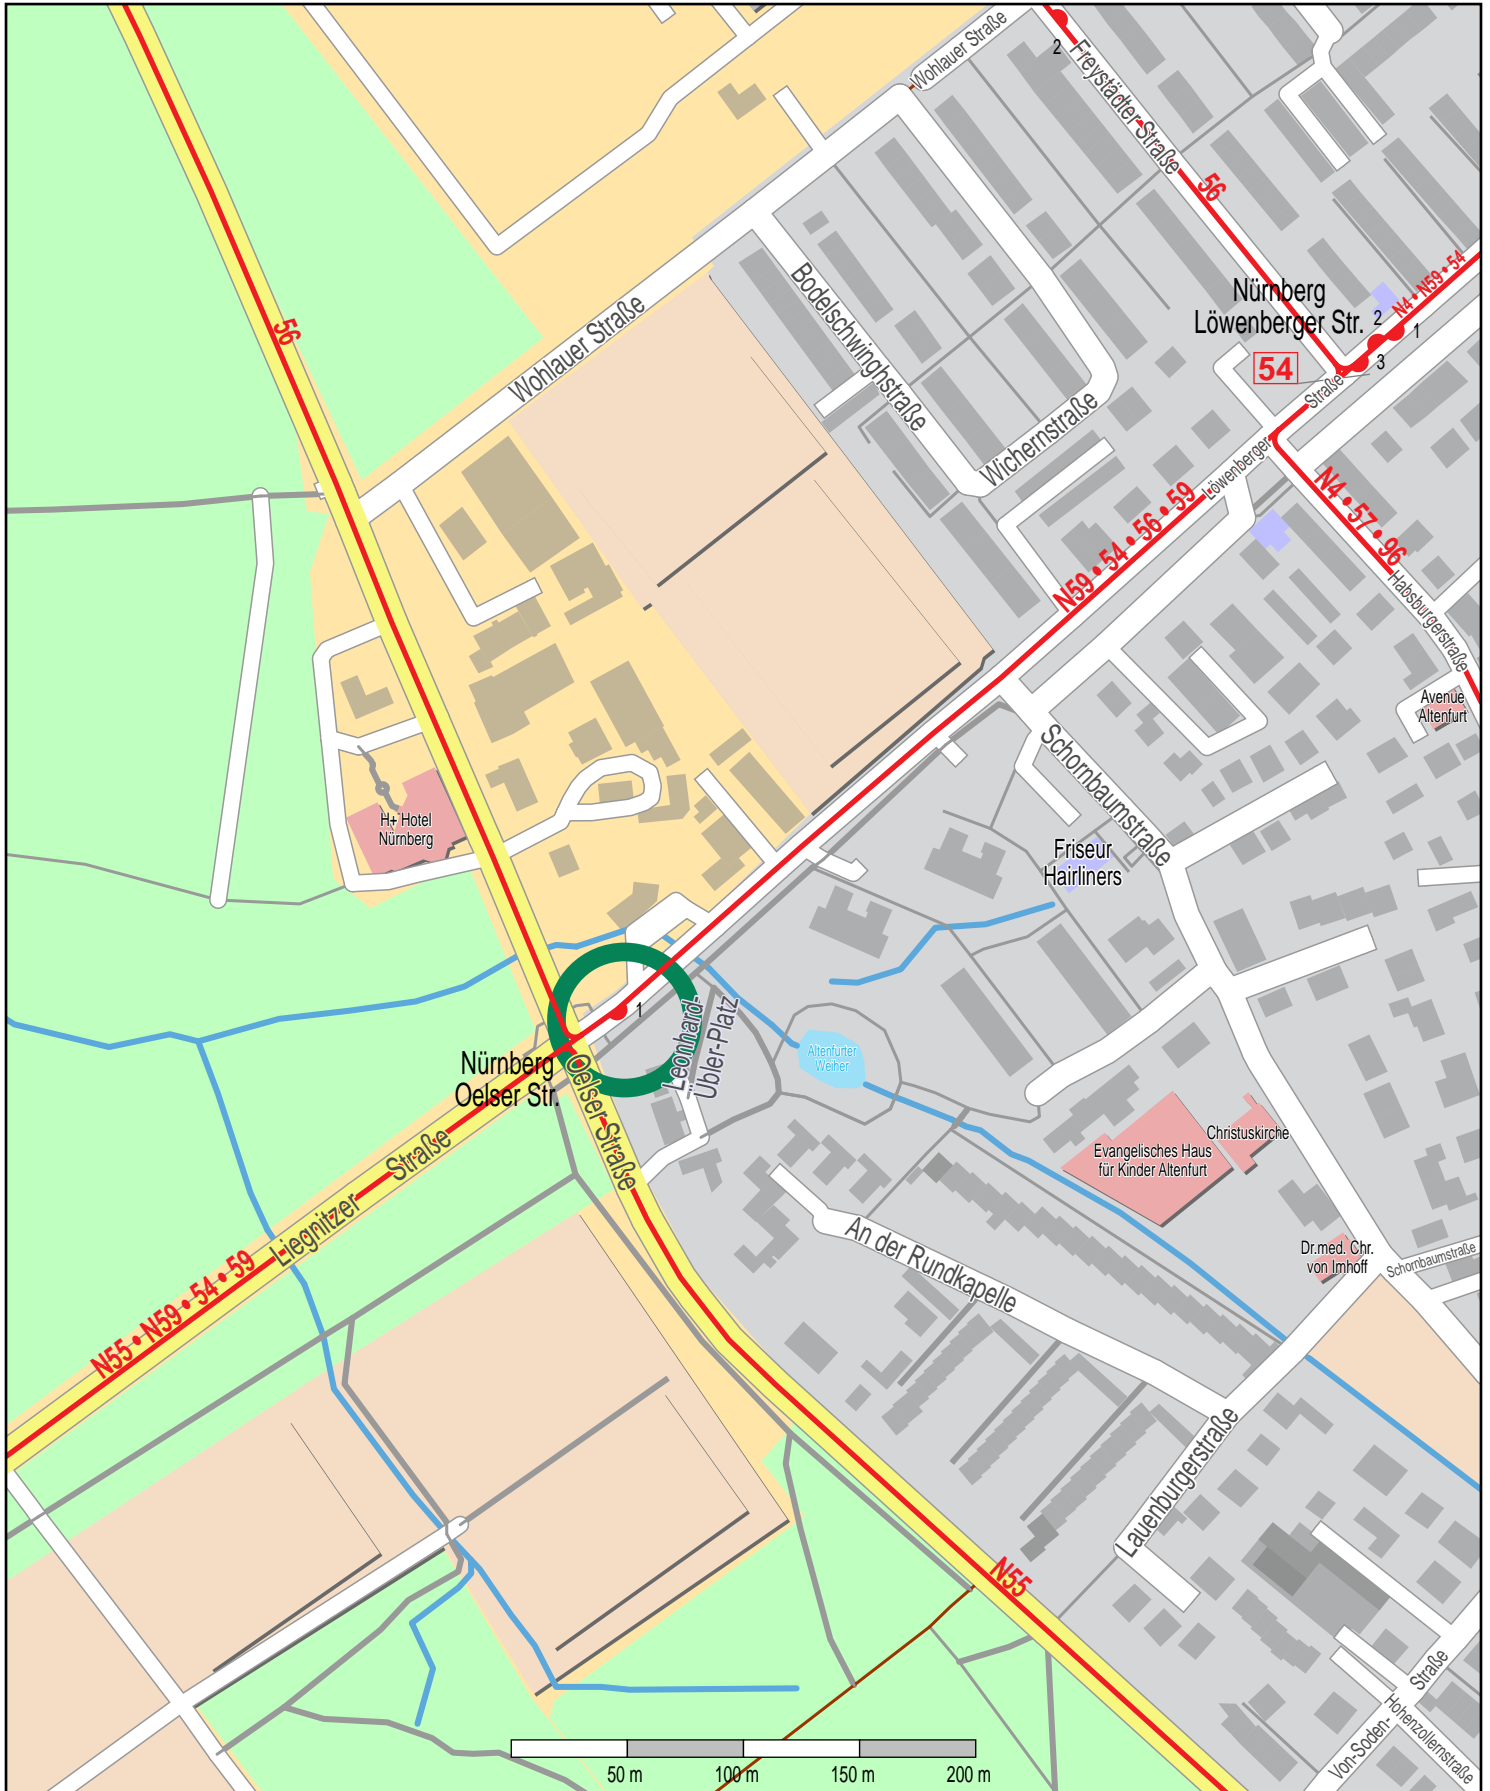 Wohlauer Straße
2
Freystädter Straße
56
56
N4 • N59 • 54
Nürnberg
Löwenberger Str.
2
1
3
54
Straße
Bodelschwinghstraße
Wohlauer Straße
Wichernstraße
Löwenberger
N59 • 54 • 56 • 59
N4 • 57 • 96
Habsburgerstraße
Avenue
Altenfurt
Schornbaumstraße
H+ Hotel
Nürnberg
Friseur
Hairliners
1
Leonhard-
Übler-Platz
Altenfurter
Weiher
Nürnberg
Oelser Str.
Oelser Straße
Liegnitzer Straße
Evangelisches Haus
für Kinder Altenfurt
Christuskirche
An der Rundkapelle
Dr.med. Chr.
von Imhoff
Schornbaumstraße
N55 • N59 • 54 • 59
Lauenburgerstraße
N55
Von-Soden-
Straße
Hohenzollernstraße
50 m
100 m
150 m
200 m